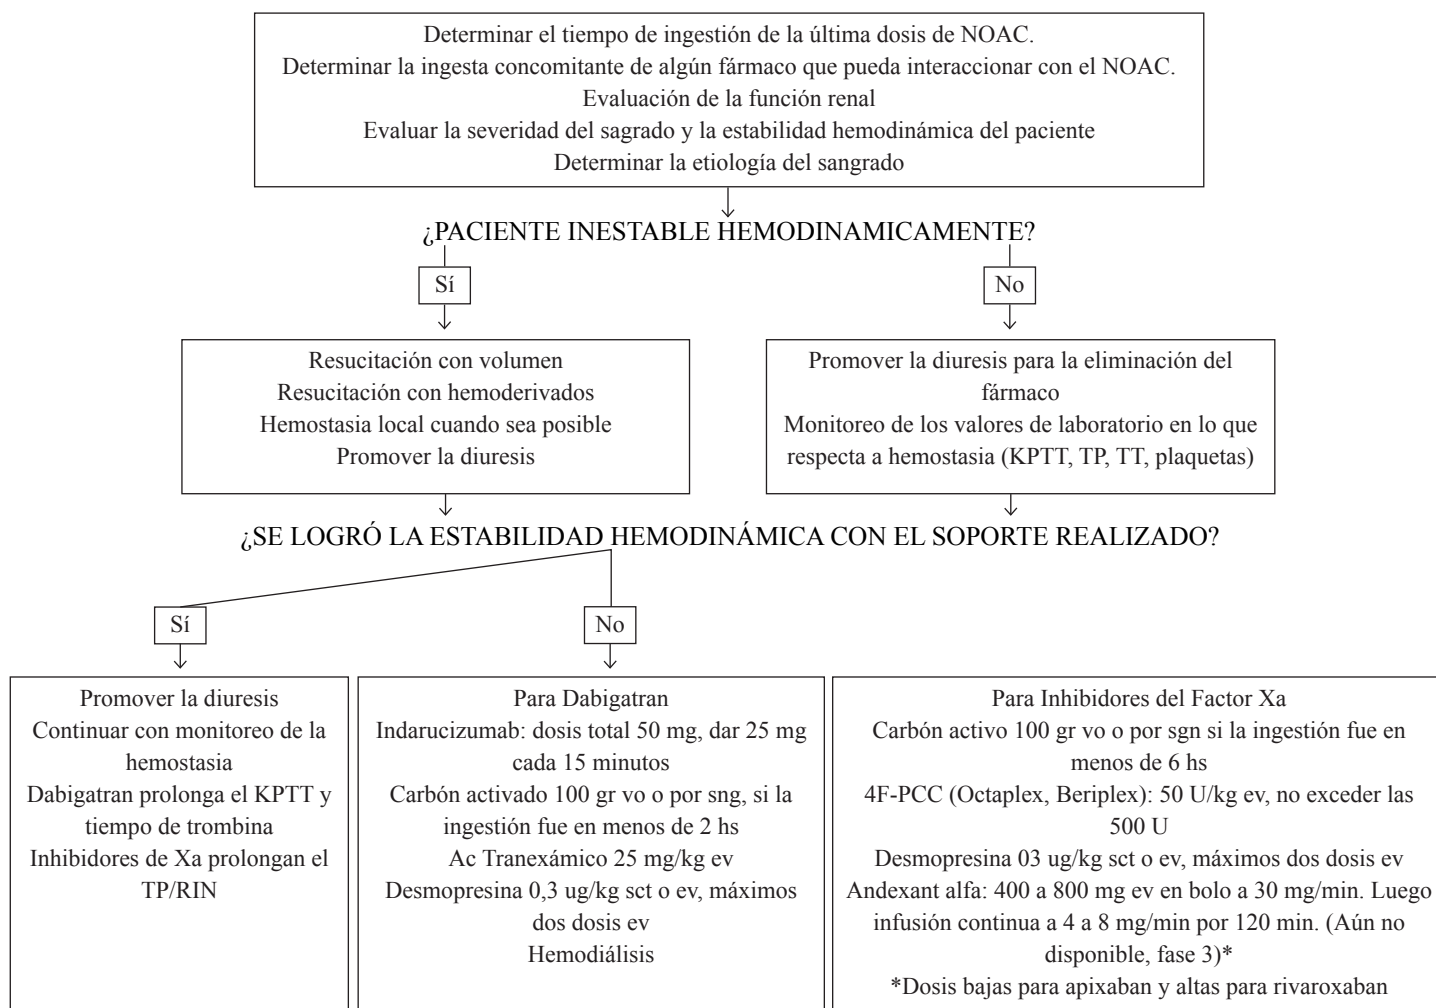 Determinar el tiempo de ingestión de la última dosis de NOAC.
Determinar la ingesta concomitante de algún fármaco que pueda interaccionar con el NOAC.
Evaluación de la función renal
Evaluar la severidad del sagrado y la estabilidad hemodinámica del paciente
Determinar la etiología del sangrado
¿PACIENTE INESTABLE HEMODINAMICAMENTE?
Sí
No
Resucitación con volumen
Resucitación con hemoderivados
Hemostasia local cuando sea posible
Promover la diuresis
Promover la diuresis para la eliminación del
fármaco
Monitoreo de los valores de laboratorio en lo que
respecta a hemostasia (KPTT, TP, TT, plaquetas)
¿SE LOGRÓ LA ESTABILIDAD HEMODINÁMICA CON EL SOPORTE REALIZADO?
Sí
No
Promover la diuresis
Continuar con monitoreo de la
hemostasia
Dabigatran prolonga el KPTT y
tiempo de trombina
Inhibidores de Xa prolongan el
TP/RIN
Para Dabigatran
Indarucizumab: dosis total 50 mg, dar 25 mg
cada 15 minutos
Carbón activado 100 gr vo o por sng, si la
ingestión fue en menos de 2 hs
Ac Tranexámico 25 mg/kg ev
Desmopresina 0,3 ug/kg sct o ev, máximos
dos dosis ev
Hemodiálisis
Para Inhibidores del Factor Xa
Carbón activo 100 gr vo o por sgn si la ingestión fue en
menos de 6 hs
4F-PCC (Octaplex, Beriplex): 50 U/kg ev, no exceder las
500 U
Desmopresina 03 ug/kg sct o ev, máximos dos dosis ev
Andexant alfa: 400 a 800 mg ev en bolo a 30 mg/min. Luego
infusión continua a 4 a 8 mg/min por 120 min. (Aún no
disponible, fase 3)*
*Dosis bajas para apixaban y altas para rivaroxaban